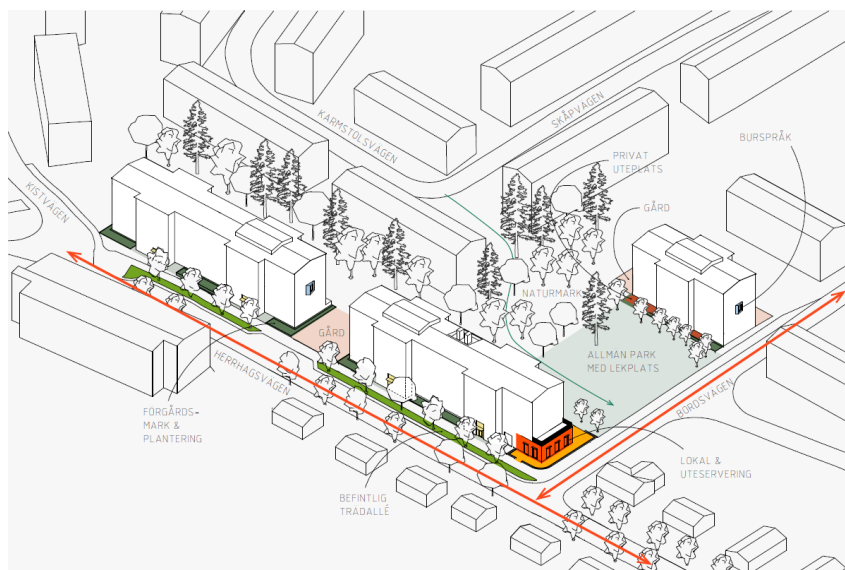 KARMSTOLSVÄGEN
SKÅPVÄGEN
BURSPRÅK
PRIVAT
UTEPLATS
KISTVÄGEN
GÅRD
NATURMARK
GÅRD
ALLMÄN PARK
MED LEKPLATS
HERRHAGSVÄGEN
BORDSVÄGEN
FÖRGÅRDS-
MARK &
PLANTERING
LOKAL &
UTESERVERING
BEFINTLIG
TRÄDALLÉ